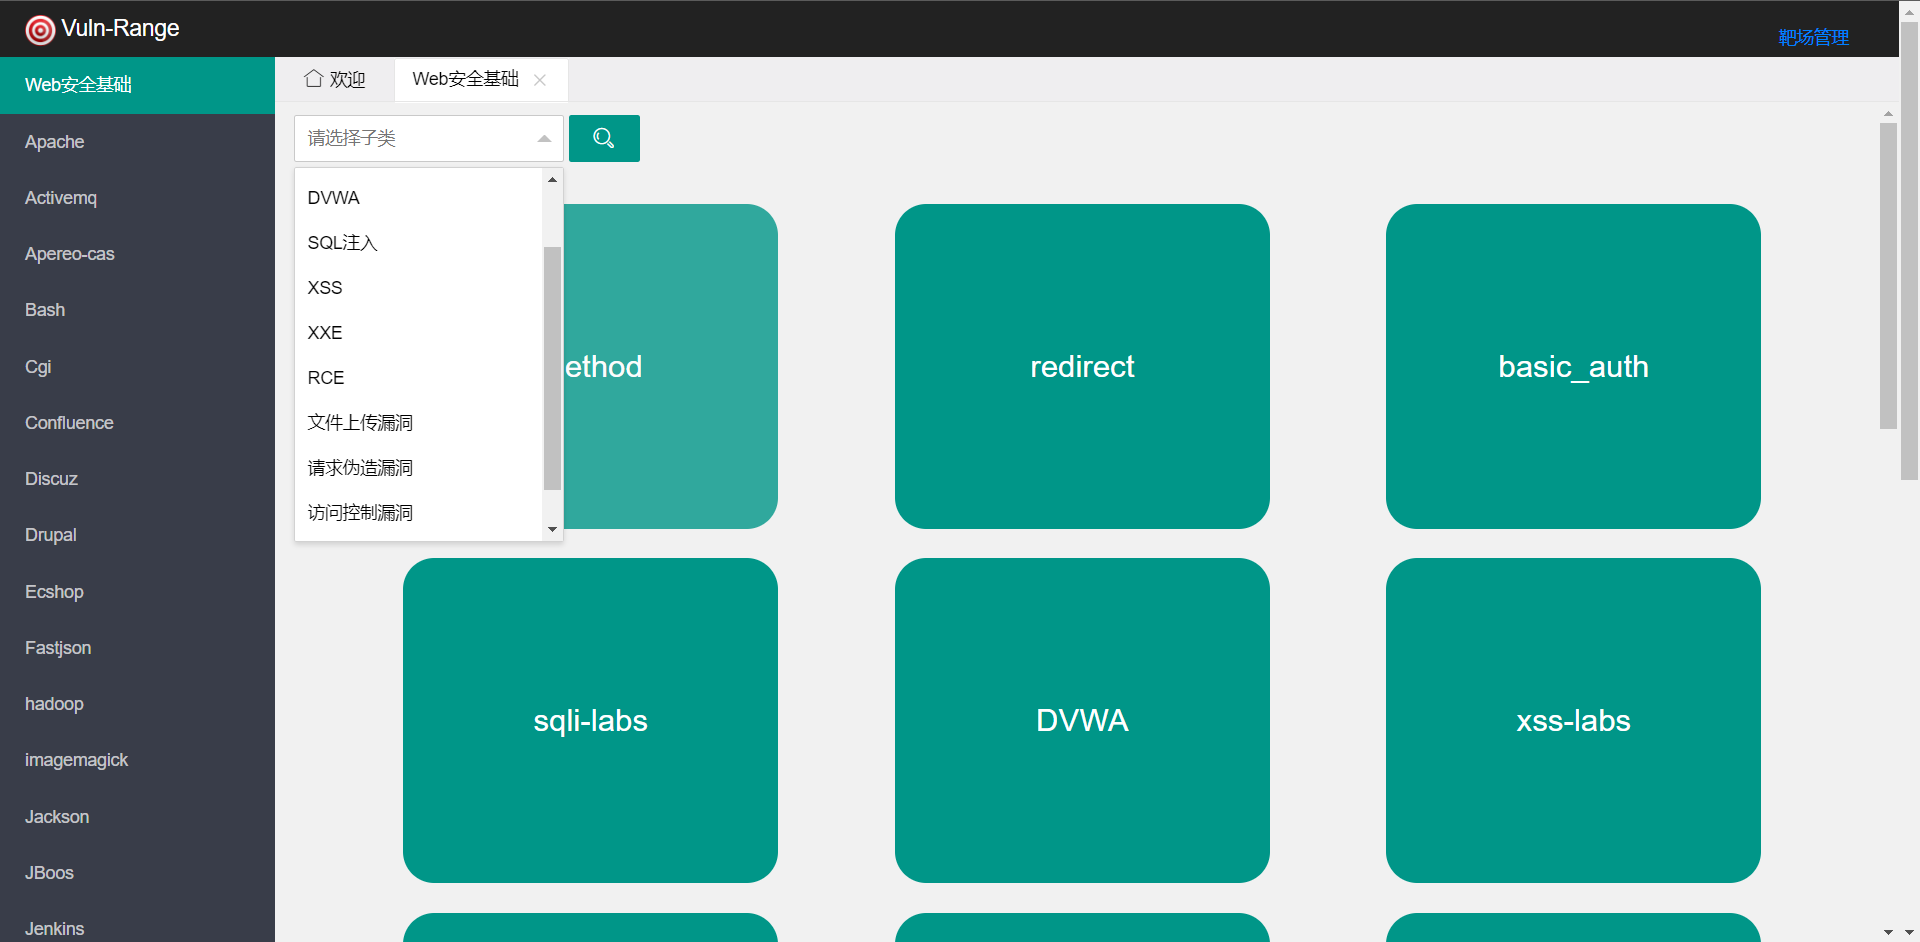 Vuln-Range
靶场管理
Web安全基础
Apache
Activemq
Apereo-cas
Bash
Cgi
Confluence
Discuz
Drupal
Ecshop
Fastjson
hadoop
imagemagick
Jackson
JBoos
Jenkins
欢迎
Web安全基础
请选择子类
DVWA
SQL注入
XSS
XXE
RCE
文件上传漏洞
请求伪造漏洞
访问控制漏洞
ethod
redirect
basic_auth
sqli-labs
DVWA
xss-labs